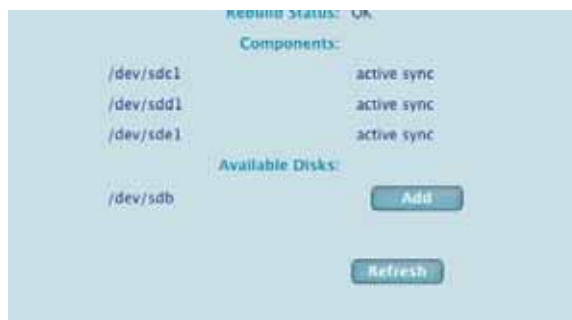 Rebuild Status: OK
Components:
/dev/sdc1 active sync
/dev/sdd1 active sync
/dev/sde1 active sync
Available Disks:
/dev/sdb Add
Refresh